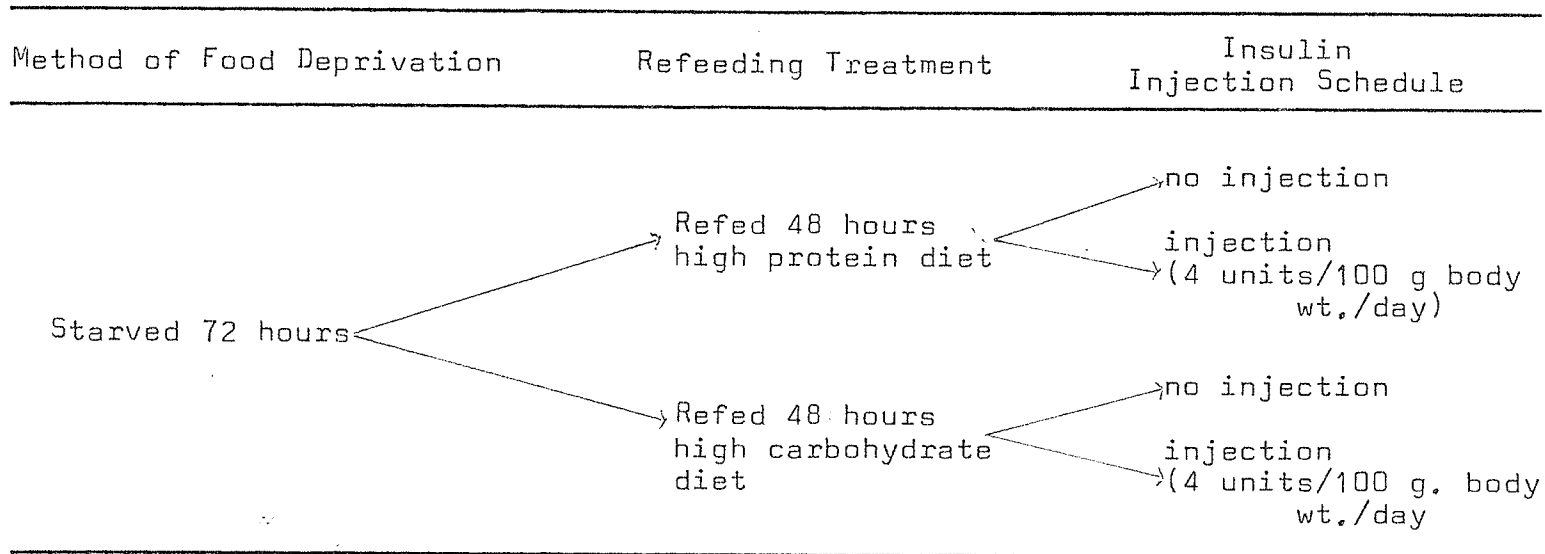 Method of Food Deprivation Refeeding Treatment Insulin
Injection Schedule
no injection
Refed 48 hours
high protein diet
injection
(4 units/100 g body
wt./day)
Starved 72 hours
no injection
Refed 48 hours
high carbohydrate
diet
injection
(4 units/100 g. body
wt./day